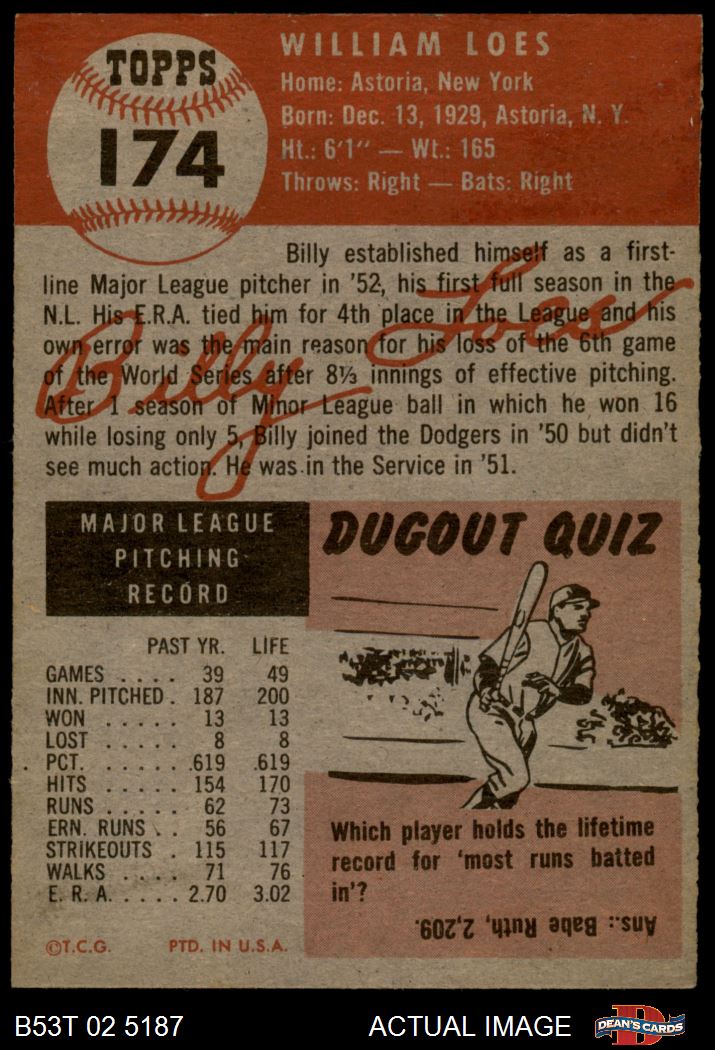 TOPPS
174
WILLIAM LOES
Home: Astoria, New York
Born: Dec. 13, 1929, Astoria, N. Y.
Ht.: 6'1" — Wt.: 165
Throws: Right — Bats: Right
Billy established himself as a first-
line Major League pitcher in '52, his first full season in the
N.L. His E.R.A. tied him for 4th place in the League and his
own error was the main reason for his loss of the 6th game
of the World Series after 8⅓ innings of effective pitching.
After 1 season of Minor League ball in which he won 16
while losing only 5, Billy joined the Dodgers in '50 but didn't
see much action. He was in the Service in '51.
Billy Loes
MAJOR LEAGUE
PITCHING
RECORD
PAST YR. LIFE
GAMES . . . . 39 49
INN. PITCHED . 187 200
WON . . . . . 13 13
LOST . . . . . 8 8
PCT. . . . . . .619 .619
HITS . . . . . 154 170
RUNS . . . . . 62 73
ERN. RUNS . . . 56 67
STRIKEOUTS . 115 117
WALKS . . . . 71 76
E. R. A. . . . . . 2.70 3.02
©T.C.G. PTD. IN U.S.A.
DUGOUT QUIZ
Which player holds the lifetime
record for 'most runs batted
in'?
Ans.: Babe Ruth, 2,209.
B53T 02 5187 ACTUAL IMAGE
DEAN'S CARDS